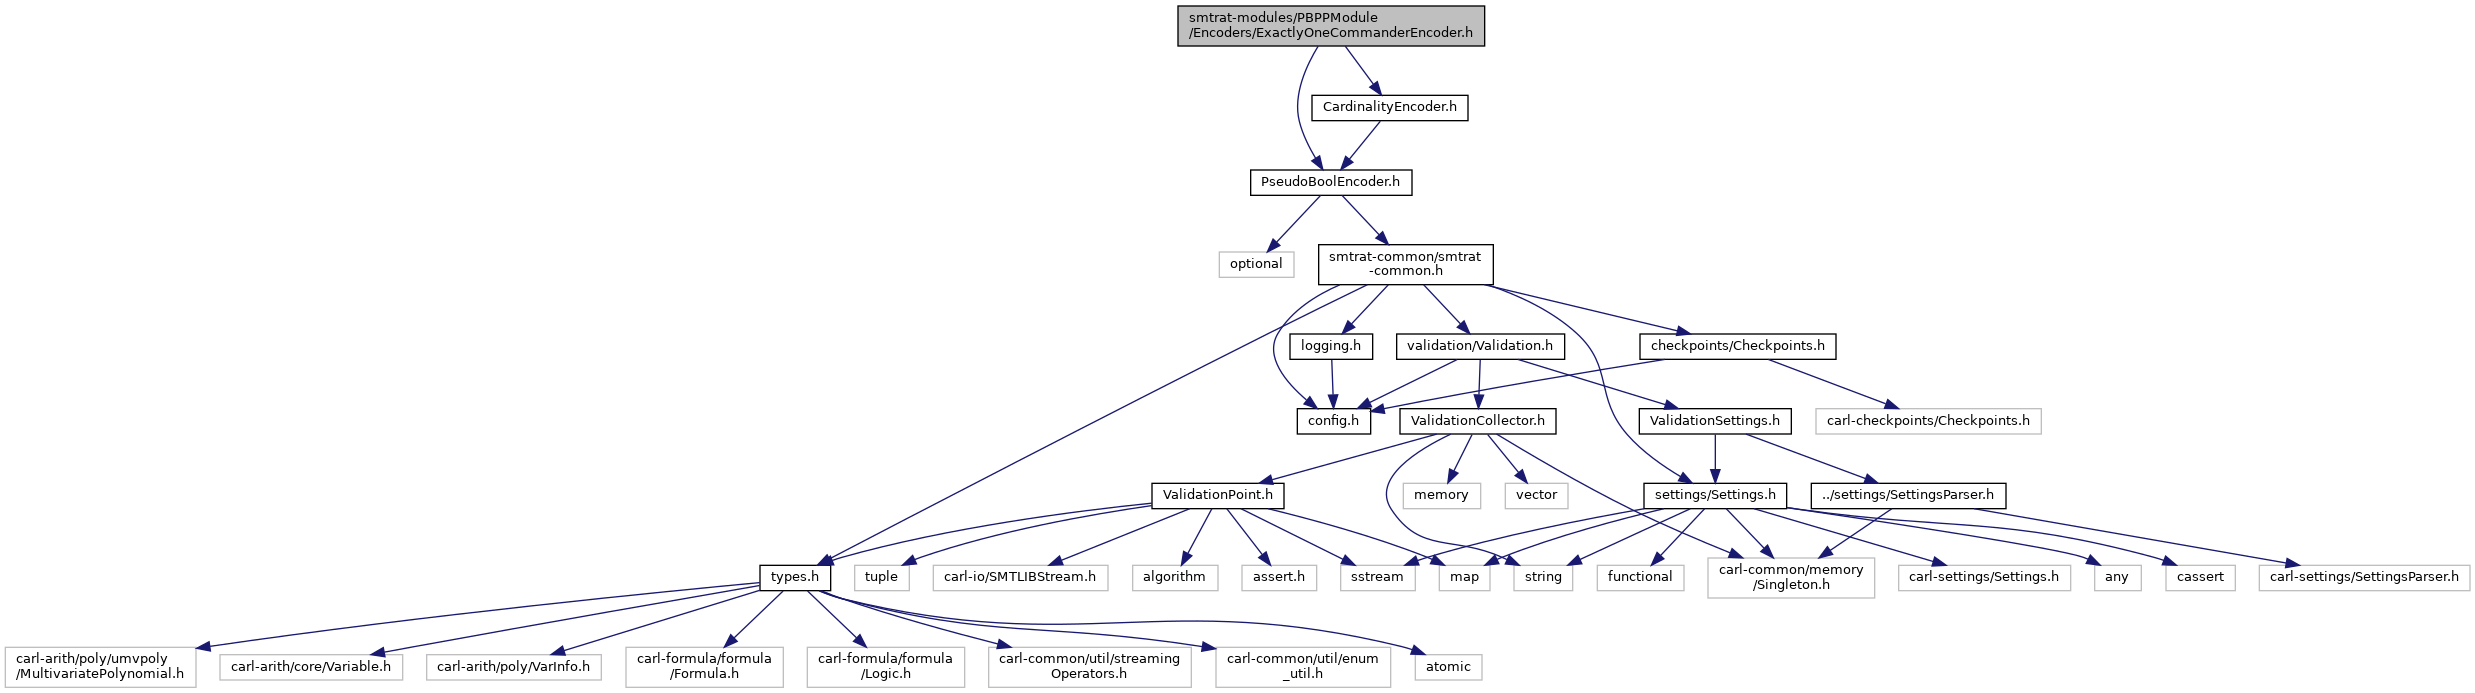 smtrat-modules/PBPPModule
/Encoders/ExactlyOneCommanderEncoder.h
CardinalityEncoder.h
PseudoBoolEncoder.h
optional
smtrat-common/smtrat
-common.h
logging.h
validation/Validation.h
checkpoints/Checkpoints.h
config.h
ValidationCollector.h
ValidationSettings.h
carl-checkpoints/Checkpoints.h
ValidationPoint.h
memory
vector
settings/Settings.h
../settings/SettingsParser.h
types.h
tuple
carl-io/SMTLIBStream.h
algorithm
assert.h
sstream
map
string
functional
carl-common/memory
/Singleton.h
carl-settings/Settings.h
any
cassert
carl-settings/SettingsParser.h
carl-arith/poly/umvpoly
/MultivariatePolynomial.h
carl-arith/core/Variable.h
carl-arith/poly/VarInfo.h
carl-formula/formula
/Formula.h
carl-formula/formula
/Logic.h
carl-common/util/streaming
Operators.h
carl-common/util/enum
_util.h
atomic